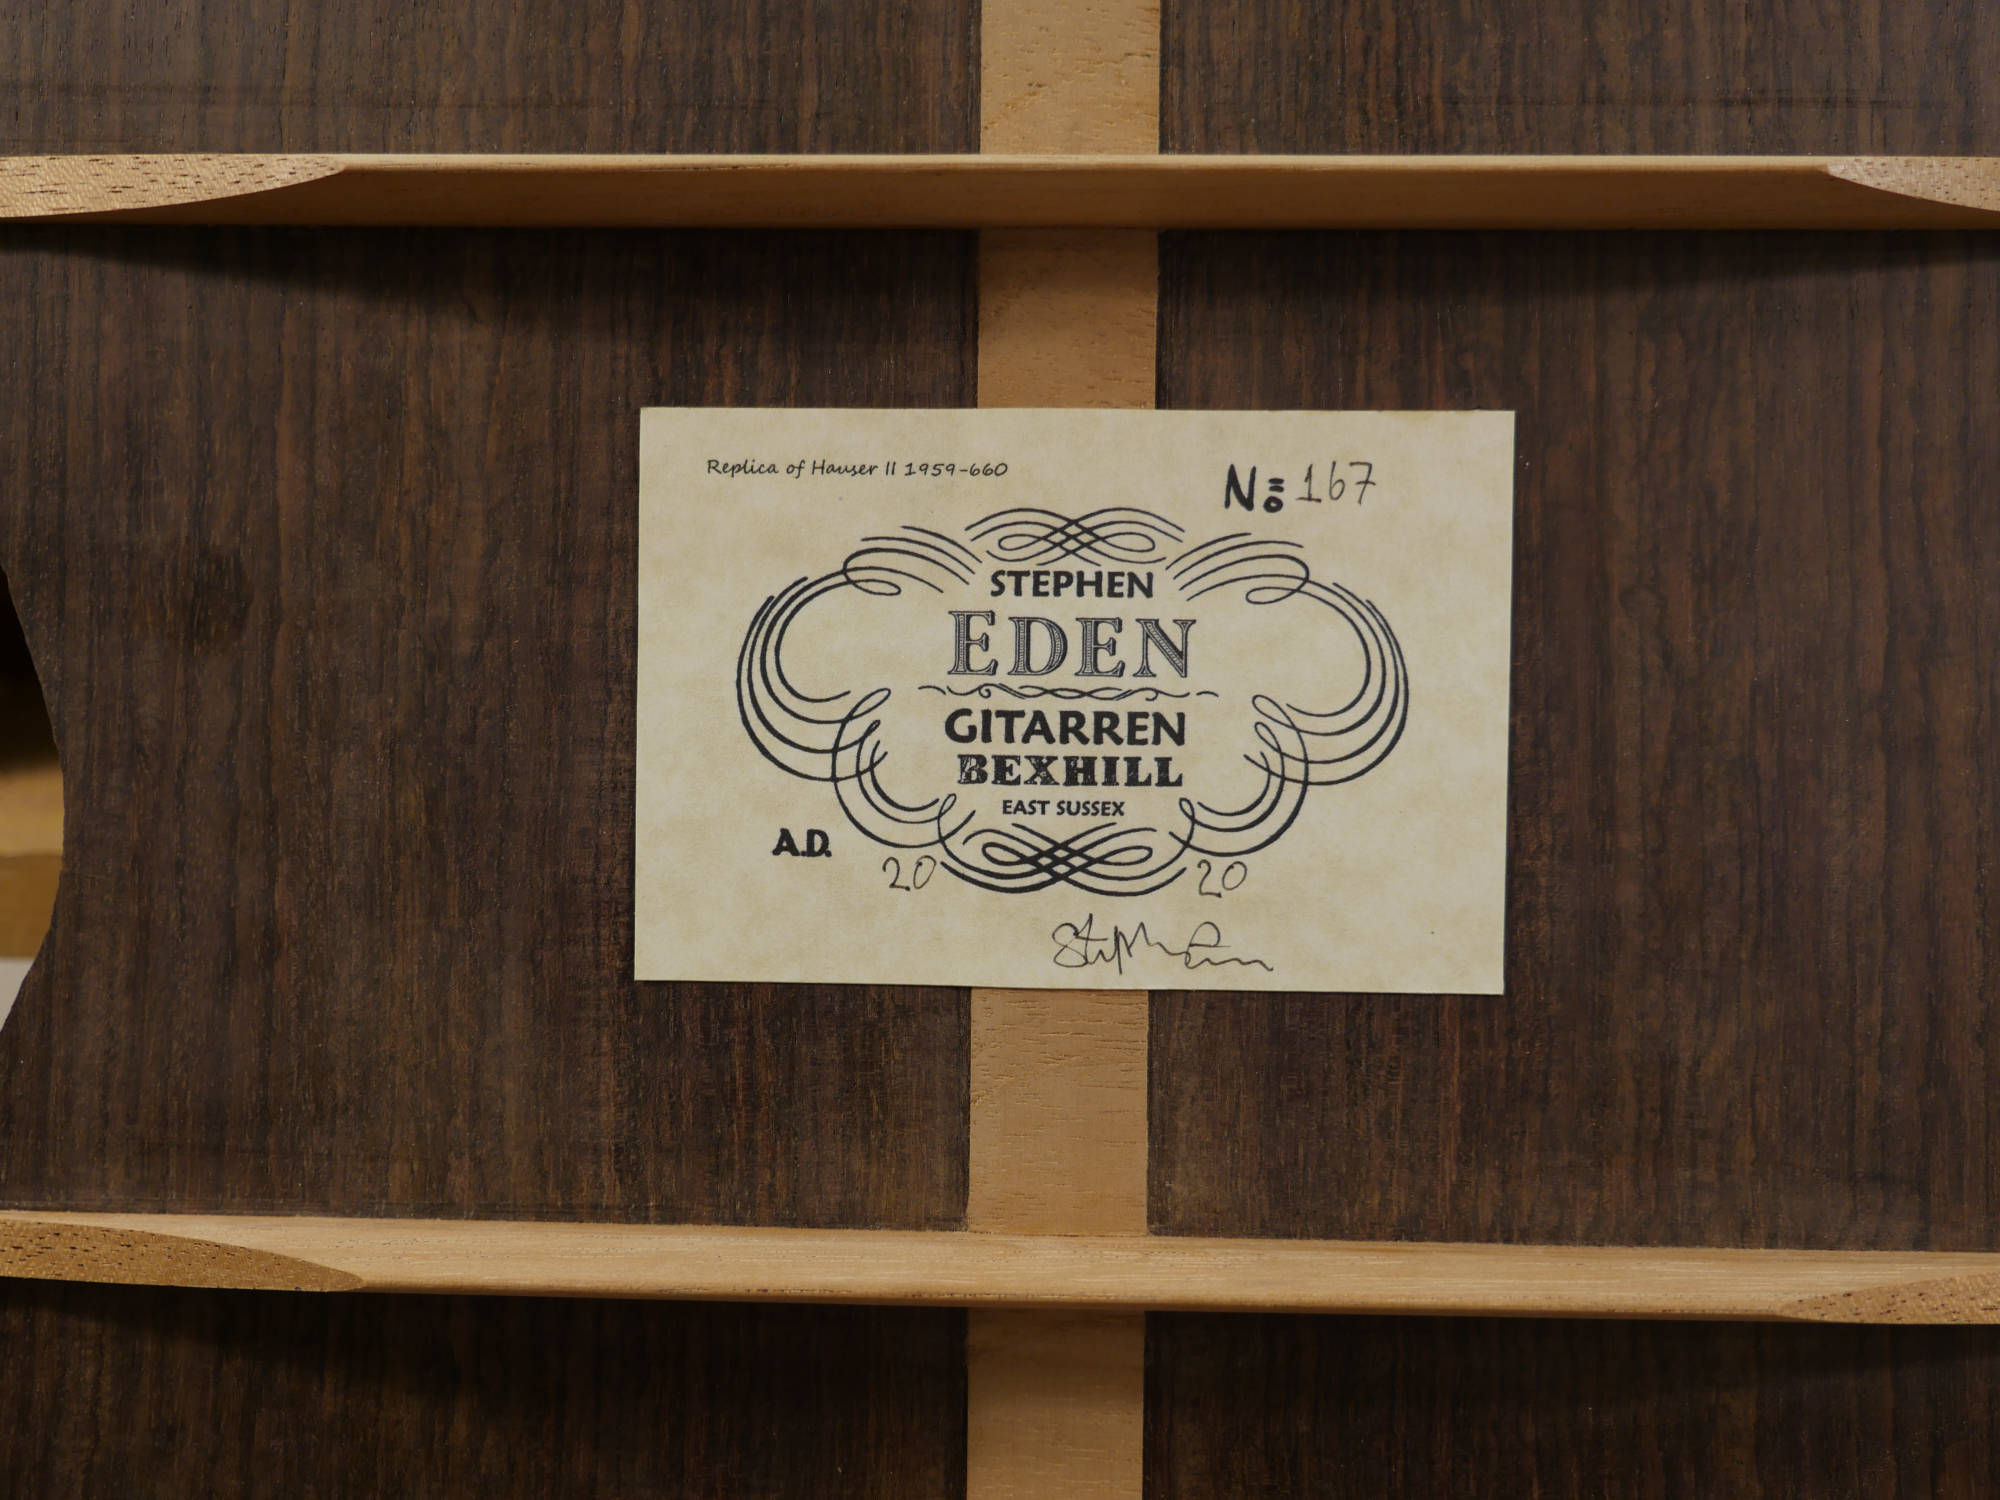 Replica of Hauser II 1959-660
No 167
STEPHEN
EDEN
GITARREN
BEXHILL
EAST SUSSEX
A.D. 20 20